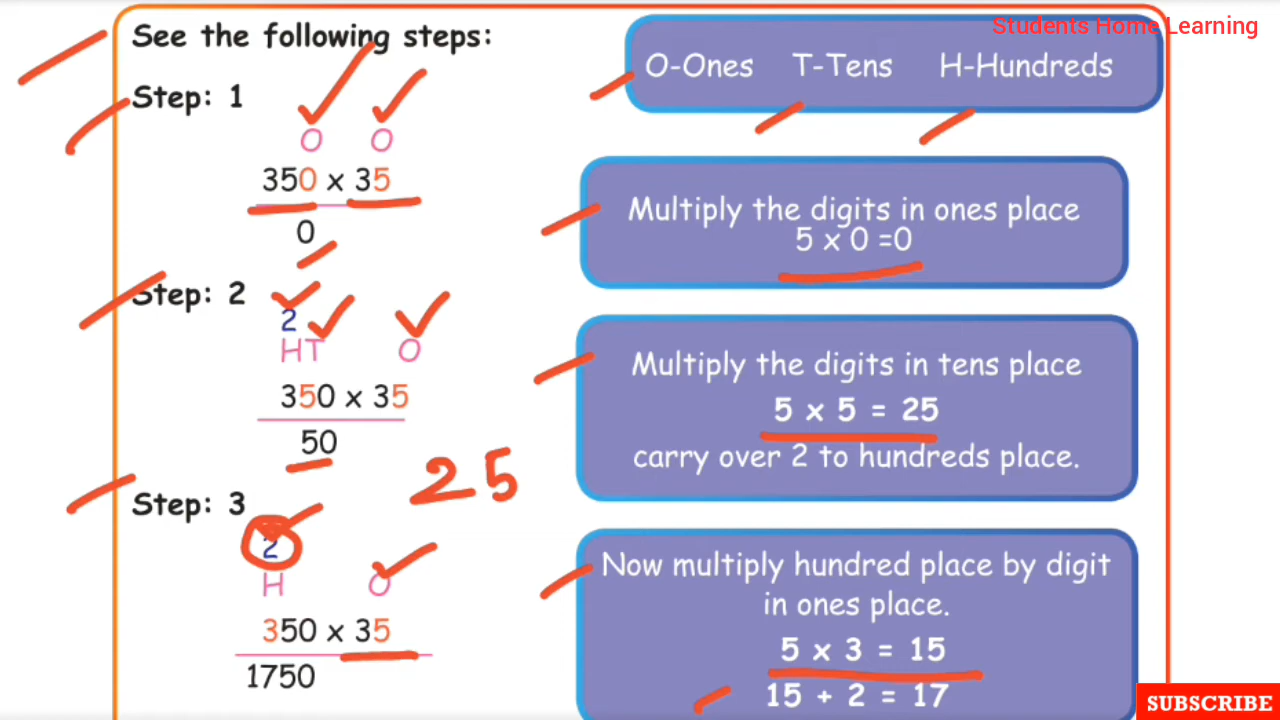 Students Home Learning
See the following steps:
O-Ones T-Tens H-Hundreds
Step: 1
O O
350 x 35
0
Multiply the digits in ones place
5 x 0 =0
Step: 2
2
HT O
350 x 35
50
Multiply the digits in tens place
5 x 5 = 25
carry over 2 to hundreds place.
25
Step: 3
2
H O
350 x 35
1750
Now multiply hundred place by digit
in ones place.
5 x 3 = 15
15 + 2 = 17
SUBSCRIBE